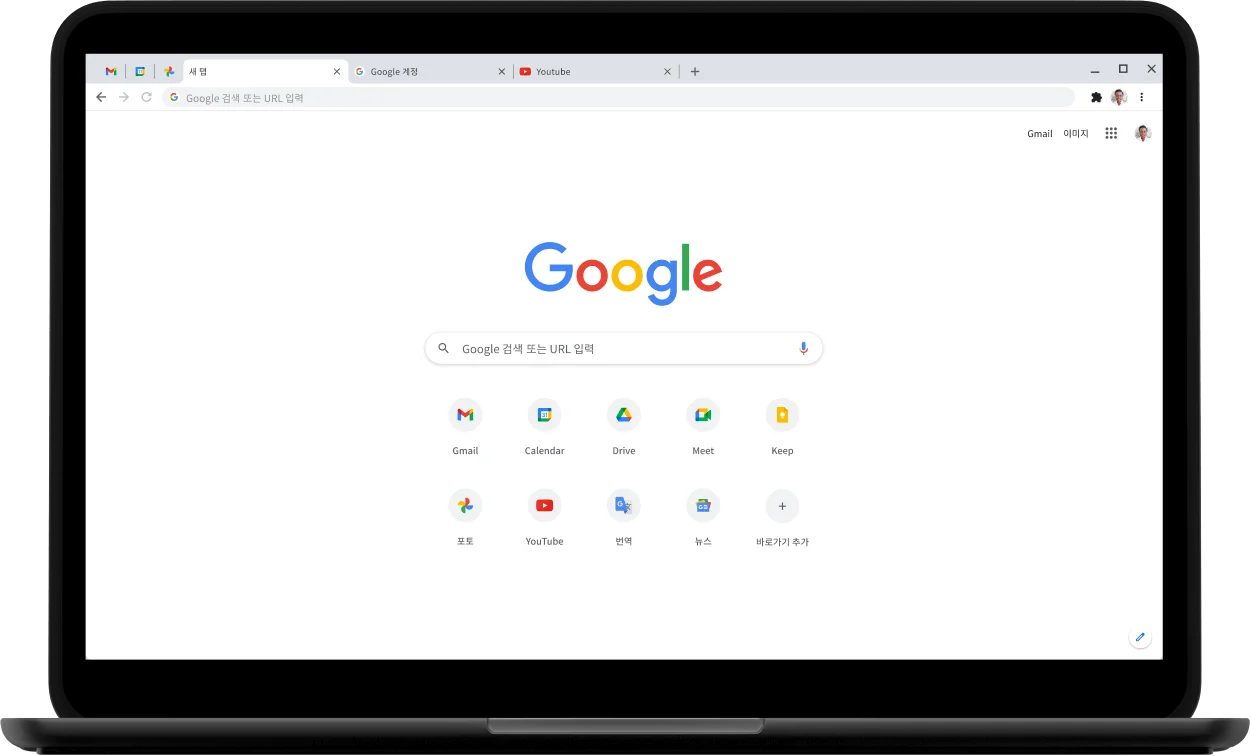 새 탭
Google 계정
Youtube
Google 검색 또는 URL 입력
Gmail 이미지
Google
Google 검색 또는 URL 입력
Gmail
Calendar
Drive
Meet
Keep
포토
YouTube
번역
뉴스
바로가기 추가